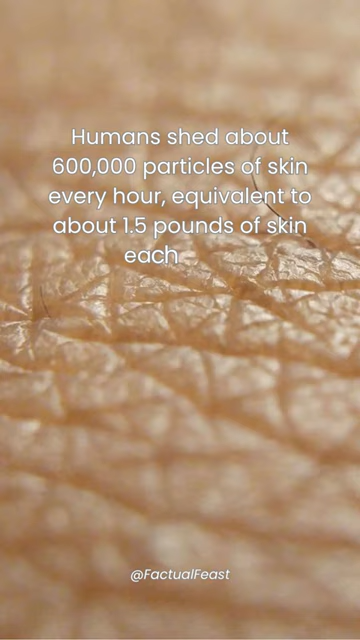 Humans shed about
600,000 particles of skin
every hour, equivalent to
about 1.5 pounds of skin
each
@FactualFeast